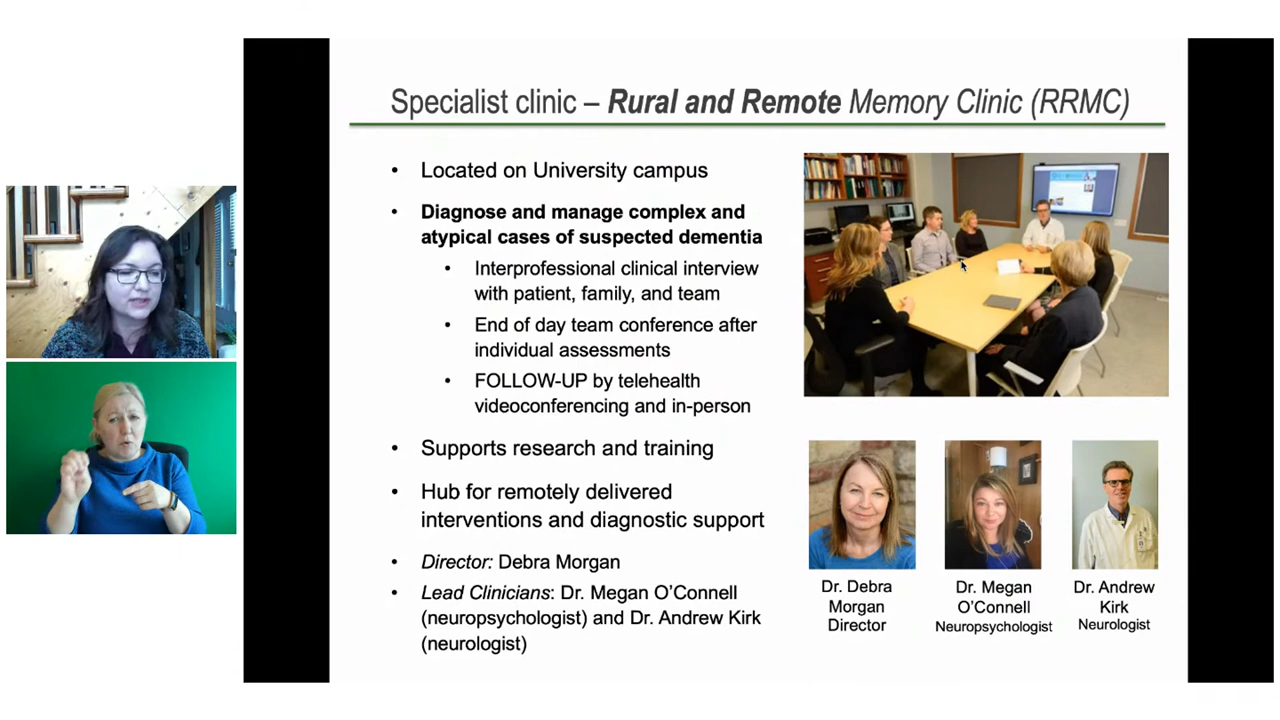 Specialist clinic – Rural and Remote Memory Clinic (RRMC)
• Located on University campus
• Diagnose and manage complex and
atypical cases of suspected dementia
• Interprofessional clinical interview
with patient, family, and team
• End of day team conference after
individual assessments
• FOLLOW-UP by telehealth
videoconferencing and in-person
• Supports research and training
• Hub for remotely delivered
interventions and diagnostic support
• Director: Debra Morgan
• Lead Clinicians: Dr. Megan O’Connell
(neuropsychologist) and Dr. Andrew Kirk
(neurologist)
Dr. Debra
Morgan
Director
Dr. Megan
O’Connell
Neuropsychologist
Dr. Andrew
Kirk
Neurologist